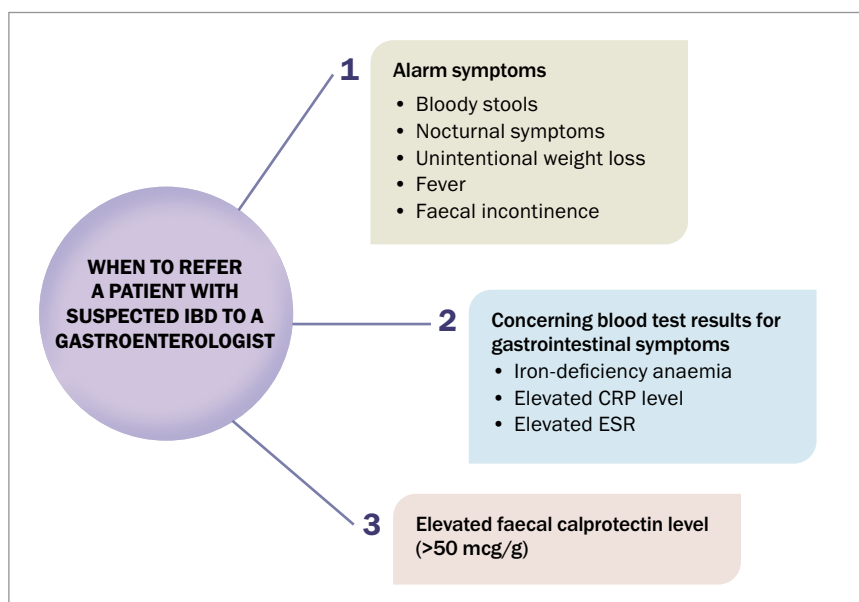 WHEN TO REFER
A PATIENT WITH
SUSPECTED IBD TO A
GASTROENTEROLOGIST
1
Alarm symptoms
• Bloody stools
• Nocturnal symptoms
• Unintentional weight loss
• Fever
• Faecal incontinence
2
Concerning blood test results for
gastrointestinal symptoms
• Iron-deficiency anaemia
• Elevated CRP level
• Elevated ESR
3
Elevated faecal calprotectin level
(>50 mcg/g)